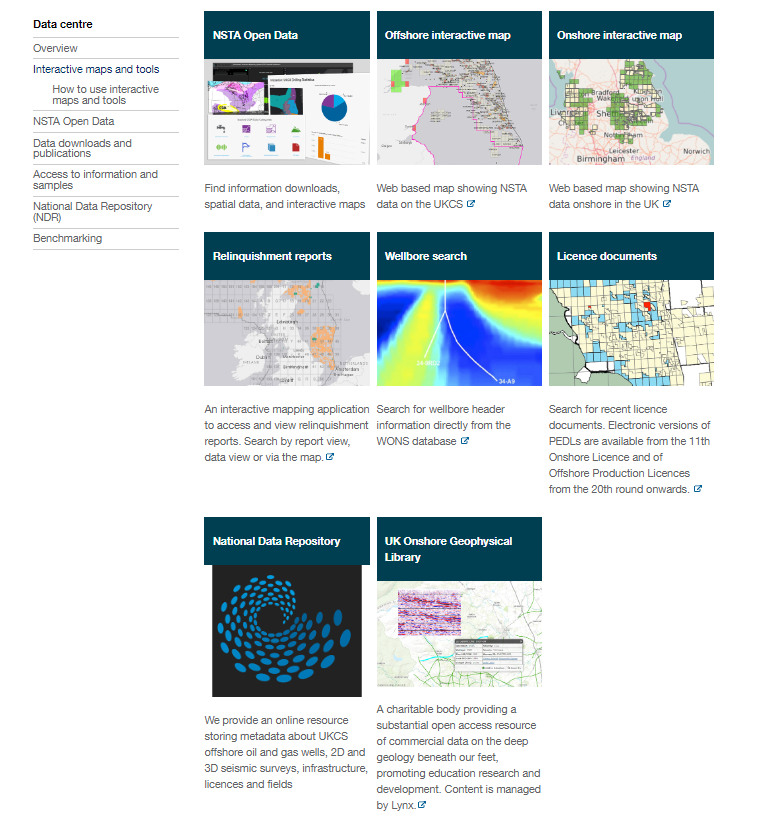 Data centre
Overview
Interactive maps and tools
How to use interactive
maps and tools
NSTA Open Data
Data downloads and
publications
Access to information and
samples
National Data Repository
(NDR)
Benchmarking
NSTA Open Data
Find information downloads,
spatial data, and interactive maps
Offshore interactive map
Web based map showing NSTA
data on the UKCS
Onshore interactive map
Bradford
Birmingham
Leicester
England
Norwich
Web based map showing NSTA
data onshore in the UK
Relinquishment reports
An interactive mapping application
to access and view relinquishment
reports. Search by report view,
data view or via the map.
Wellbore search
34-A9
Search for wellbore header
information directly from the
WONS database
Licence documents
Search for recent licence
documents. Electronic versions of
PEDLs are available from the 11th
Onshore Licence and of
Offshore Production Licences
from the 20th round onwards.
National Data Repository
We provide an online resource
storing metadata about UKCS
offshore oil and gas wells, 2D and
3D seismic surveys, infrastructure,
licences and fields
UK Onshore Geophysical
Library
A charitable body providing a
substantial open access resource
of commercial data on the deep
geology beneath our feet,
promoting education research and
development. Content is managed
by Lynx.